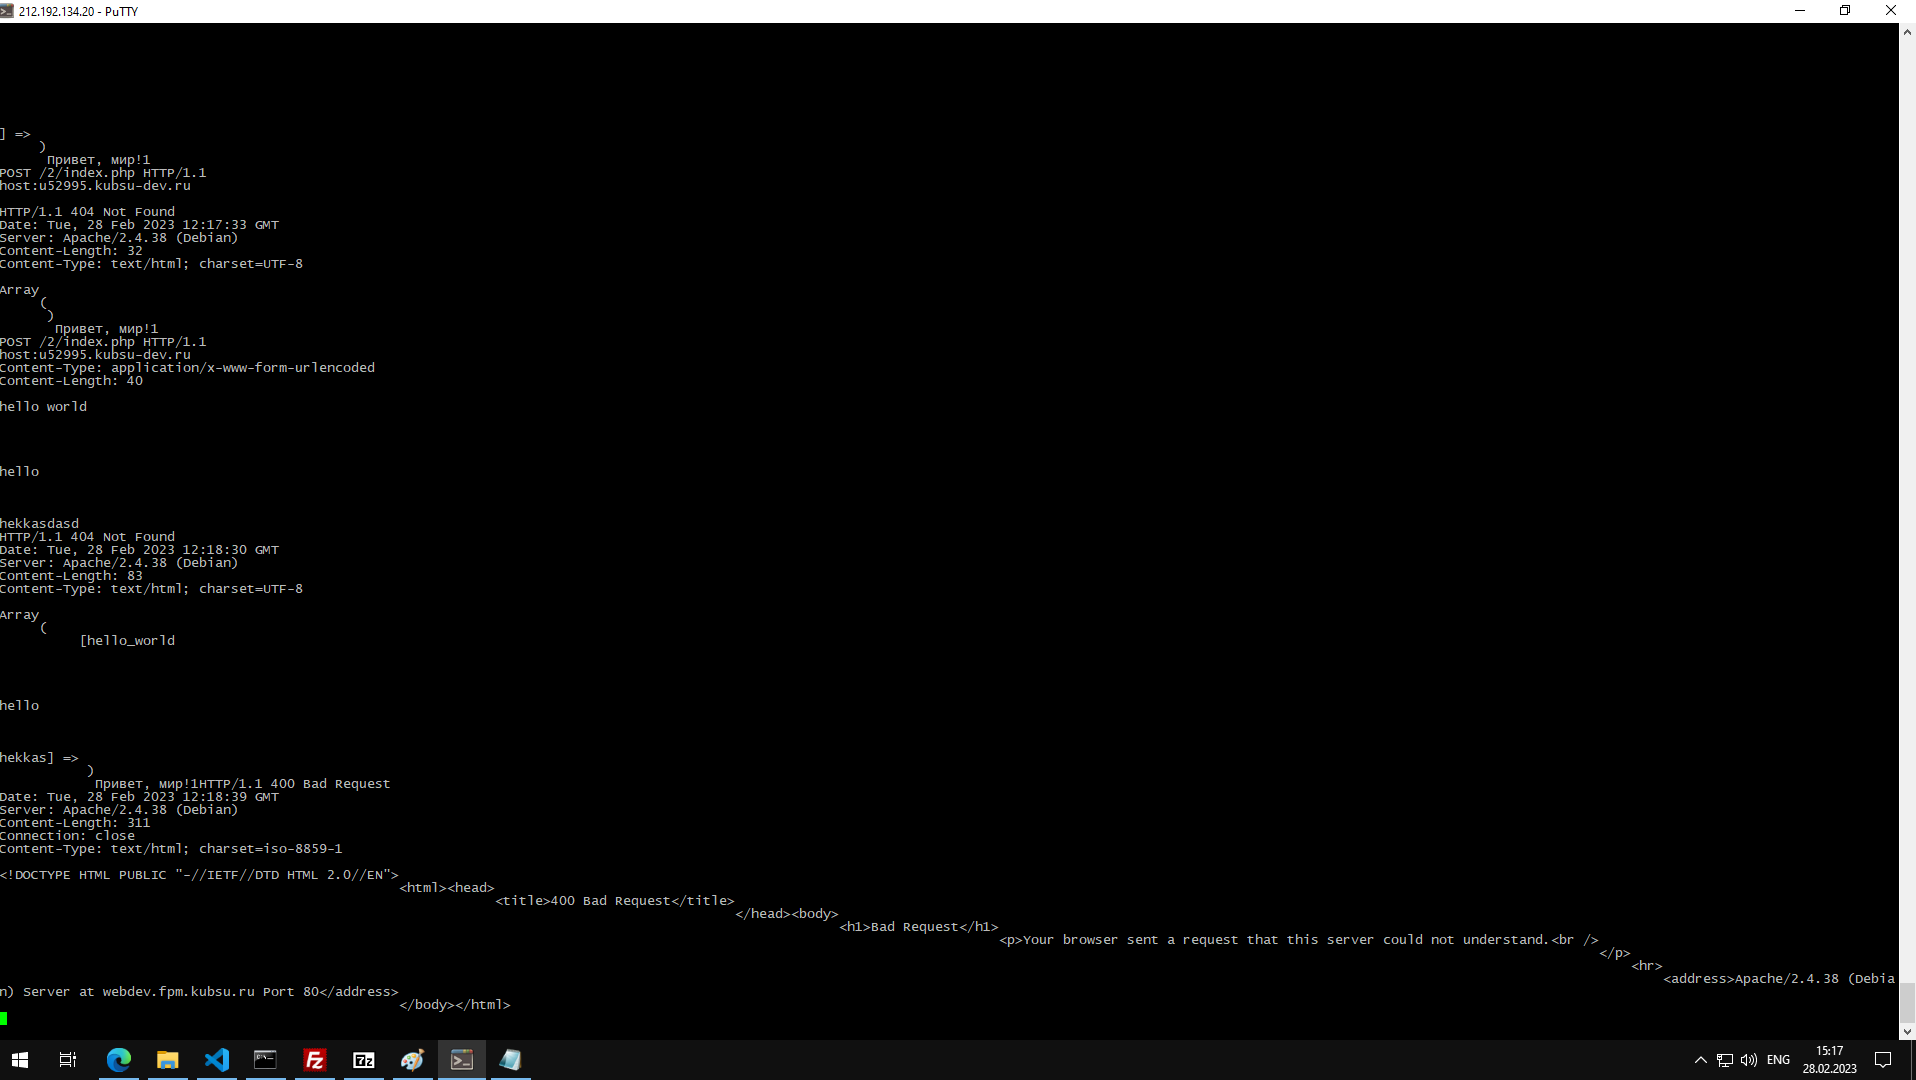 212.192.134.20 - PuTTY
] =>
)
Привет, мир!1
POST /2/index.php HTTP/1.1
host:u52995.kubsu-dev.ru
HTTP/1.1 404 Not Found
Date: Tue, 28 Feb 2023 12:17:33 GMT
Server: Apache/2.4.38 (Debian)
Content-Length: 32
Content-Type: text/html; charset=UTF-8
Array
(
)
Привет, мир!1
POST /2/index.php HTTP/1.1
host:u52995.kubsu-dev.ru
Content-Type: application/x-www-form-urlencoded
Content-Length: 40
hello world
hello
hekkasdasd
HTTP/1.1 404 Not Found
Date: Tue, 28 Feb 2023 12:18:30 GMT
Server: Apache/2.4.38 (Debian)
Content-Length: 83
Content-Type: text/html; charset=UTF-8
Array
(
[hello_world
hello
hekkas] =>
)
Привет, мир!1HTTP/1.1 400 Bad Request
Date: Tue, 28 Feb 2023 12:18:39 GMT
Server: Apache/2.4.38 (Debian)
Content-Length: 311
Connection: close
Content-Type: text/html; charset=iso-8859-1
<!DOCTYPE HTML PUBLIC "-//IETF//DTD HTML 2.0//EN">
<html><head>
<title>400 Bad Request</title>
</head><body>
<h1>Bad Request</h1>
<p>Your browser sent a request that this server could not understand.<br />
</p>
<hr>
<address>Apache/2.4.38 (Debia
n) Server at webdev.fpm.kubsu.ru Port 80</address>
</body></html>
ENG
15:17
28.02.2023